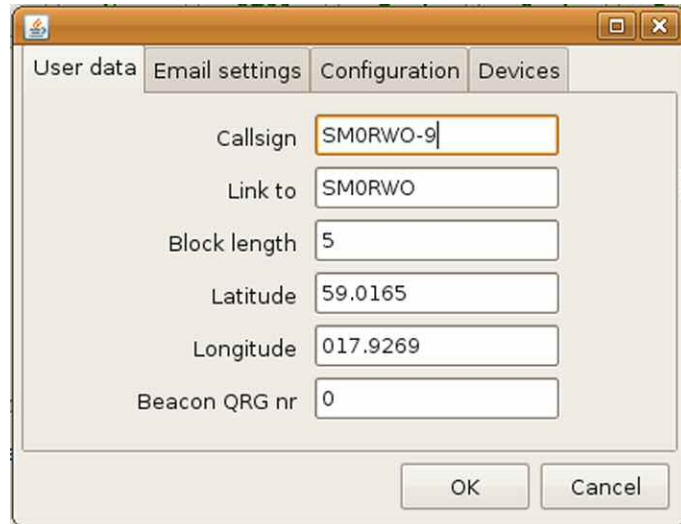 User data Email settings Configuration Devices
Callsign SM0RWO-9
Link to SM0RWO
Block length 5
Latitude 59.0165
Longitude 017.9269
Beacon QRG nr 0
OK Cancel